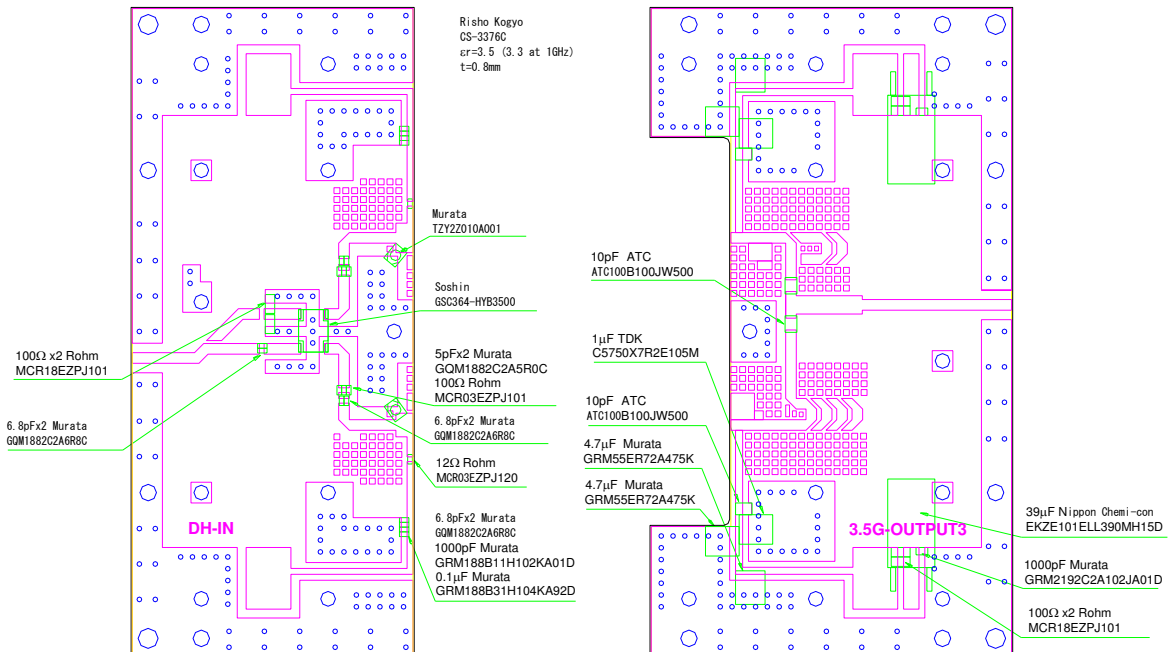 Risho Kogyo
CS-3376C
εr=3.5 (3.3 at 1GHz)
t=0.8mm
Murata
TZY2Z010A001
Soshin
GSC364-HYB3500
100Ω x2 Rohm
MCR18EZPJ101
5pFx2 Murata
GQM1882C2A5R0C
100Ω Rohm
MCR03EZPJ101
6.8pFx2 Murata
GQM1882C2A6R8C
6.8pFx2 Murata
GQM1882C2A6R8C
12Ω Rohm
MCR03EZPJ120
6.8pFx2 Murata
GQM1882C2A6R8C
1000pF Murata
GRM188B11H102KA01D
0.1μF Murata
GRM188B31H104KA92D
DH-IN
10pF ATC
ATC100B100JW500
1μF TDK
C5750X7R2E105M
10pF ATC
ATC100B100JW500
4.7μF Murata
GRM55ER72A475K
4.7μF Murata
GRM55ER72A475K
3.5G-OUTPUT3
39μF Nippon Chemi-con
EKZE101ELL390MH15D
1000pF Murata
GRM2192C2A102JA01D
100Ω x2 Rohm
MCR18EZPJ101